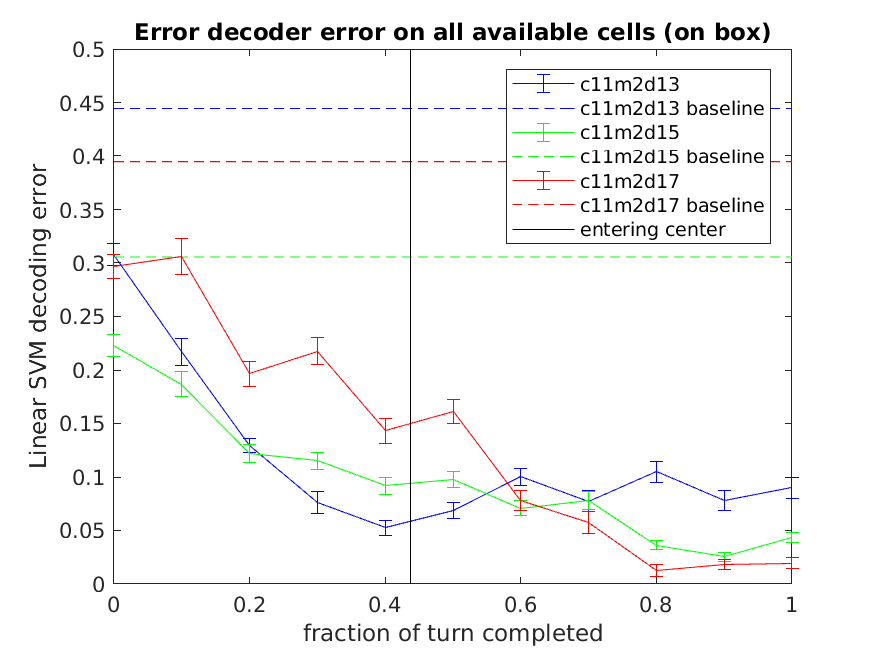 Error decoder error on all available cells (on box)
Linear SVM decoding error
0.5
0.45
0.4
0.35
0.3
0.25
0.2
0.15
0.1
0.05
0
c11m2d13
c11m2d13 baseline
c11m2d15
c11m2d15 baseline
c11m2d17
c11m2d17 baseline
entering center
0 0.2 0.4 0.6 0.8 1
fraction of turn completed